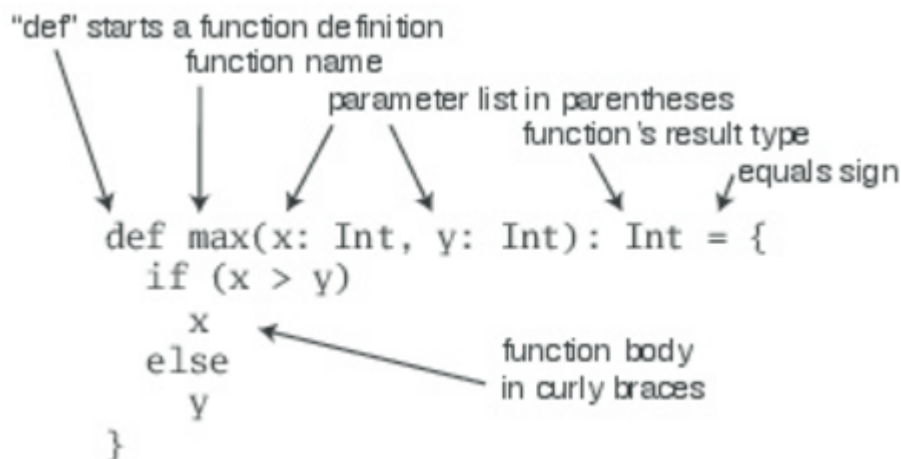 "def" starts a function definition
function name
parameter list in parentheses
function's result type
equals sign
def max(x: Int, y: Int): Int = {
if (x > y)
x
else
y
}
function body
in curly braces